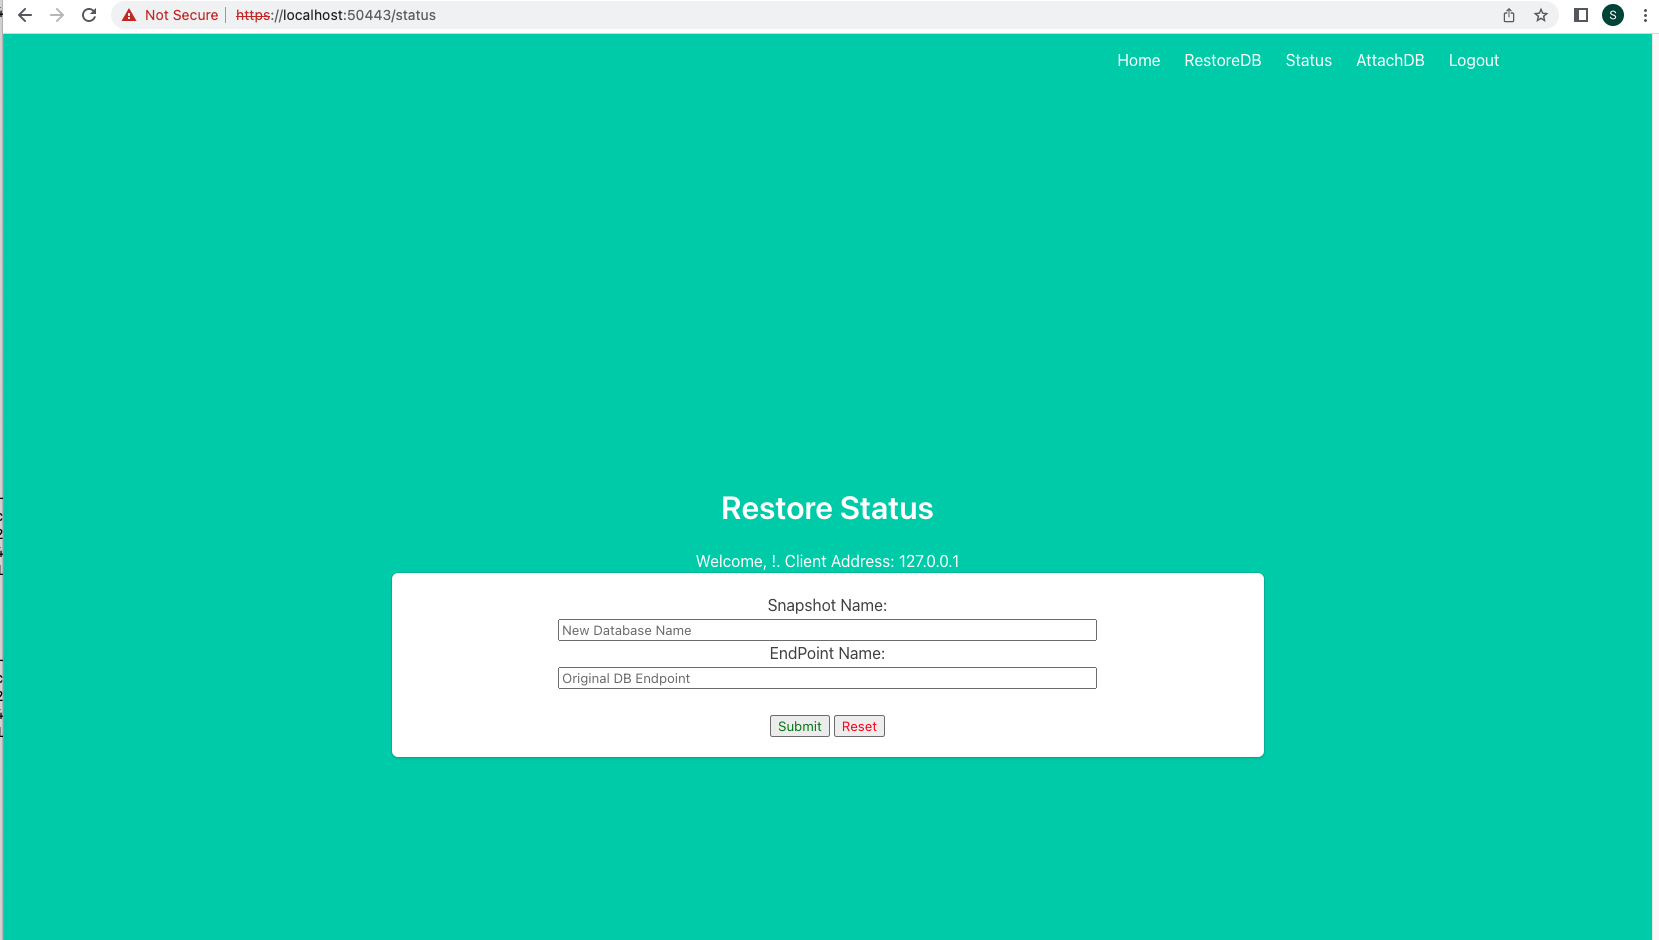 Not Secure https://localhost:50443/status S
Home RestoreDB Status AttachDB Logout
Restore Status
Welcome, !. Client Address: 127.0.0.1
Snapshot Name:
New Database Name
EndPoint Name:
Original DB Endpoint
Submit Reset